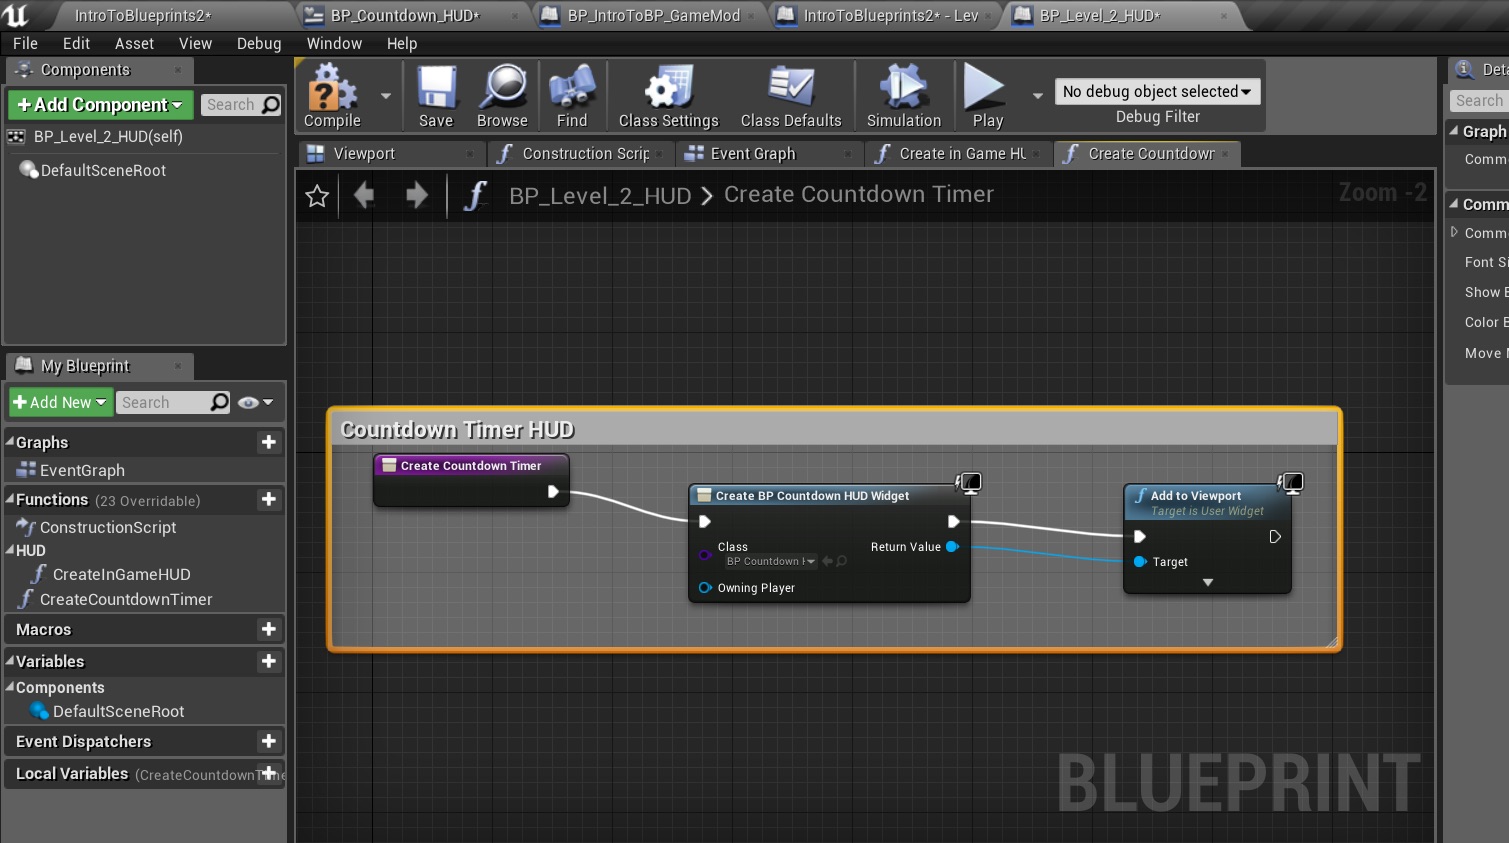 IntroToBlueprints2*
BP_Countdown_HUD*
BP_IntroToBP_GameMod
IntroToBlueprints2* - Lev
BP_Level_2_HUD*
File Edit Asset View Debug Window Help
Components
+Add Component
Search
BP_Level_2_HUD(self)
DefaultSceneRoot
Compile
Save
Browse
Find
Class Settings
Class Defaults
Simulation
Play
No debug object selected
Debug Filter
Viewport
Construction Scrip
Event Graph
Create in Game HU
Create Countdown
BP_Level_2_HUD > Create Countdown Timer
Zoom -2
My Blueprint
+Add New
Search
Graphs
EventGraph
Functions (23 Overridable)
ConstructionScript
HUD
CreateInGameHUD
CreateCountdownTimer
Macros
Variables
Components
DefaultSceneRoot
Event Dispatchers
Local Variables (CreateCountdownTime
Countdown Timer HUD
Create Countdown Timer
Create BP Countdown HUD Widget
Class
BP Countdown H
Return Value
Owning Player
Add to Viewport
Target is User Widget
Target
BLUEPRINT
Deta
Search
Graph
Comm
Comm
Comm
Font Si
Show B
Color B
Move M